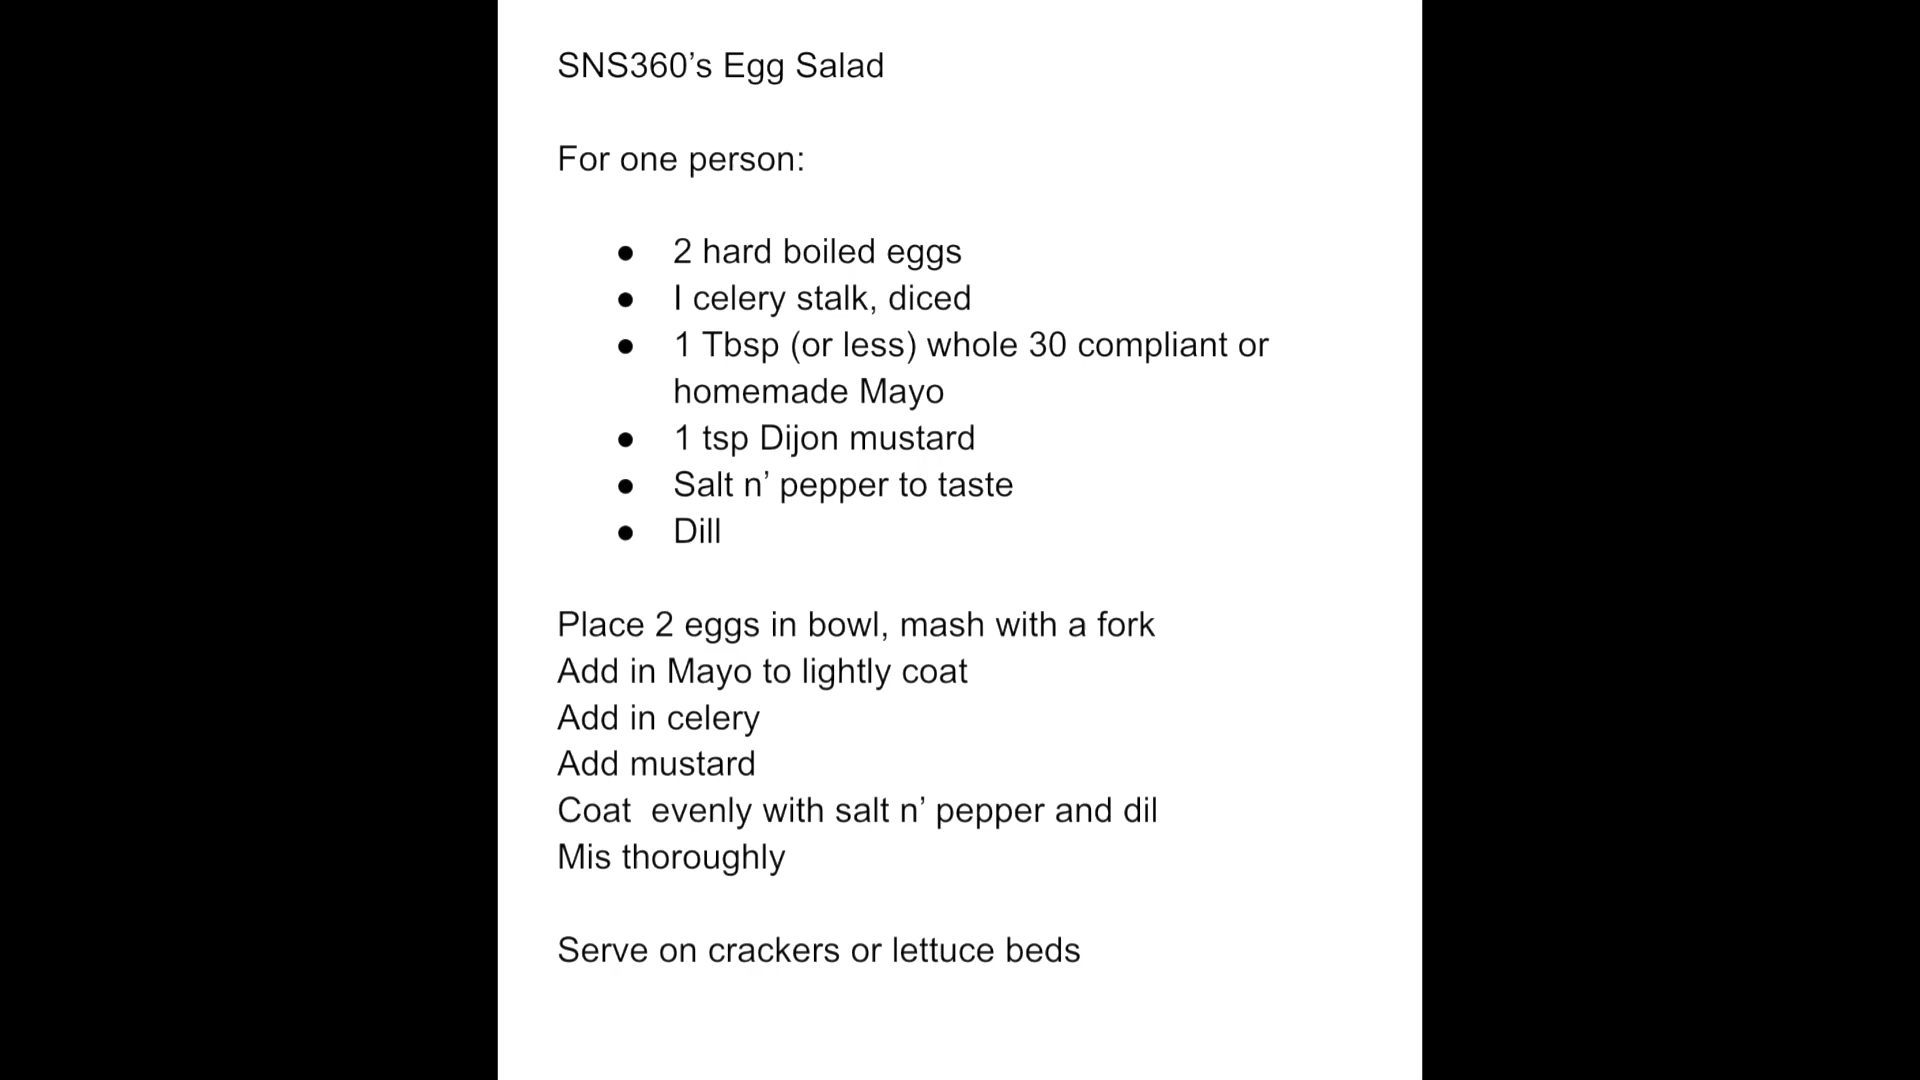 SNS360’s Egg Salad
For one person:
● 2 hard boiled eggs
● I celery stalk, diced
● 1 Tbsp (or less) whole 30 compliant or
homemade Mayo
● 1 tsp Dijon mustard
● Salt n’ pepper to taste
● Dill
Place 2 eggs in bowl, mash with a fork
Add in Mayo to lightly coat
Add in celery
Add mustard
Coat  evenly with salt n’ pepper and dil
Mis thoroughly
Serve on crackers or lettuce beds